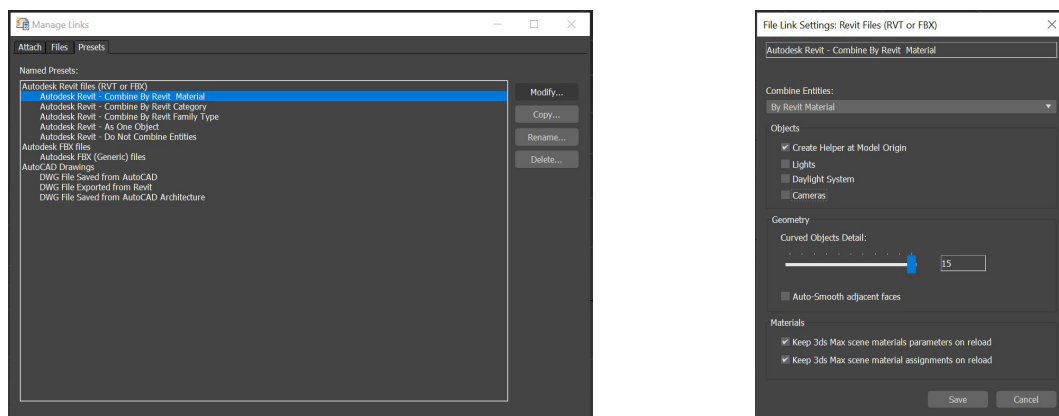 Manage Links
Attach Files Presets
Named Presets:
Autodesk Revit files (RVT or FBX)
Autodesk Revit - Combine By Revit Material
Autodesk Revit - Combine By Revit Category
Autodesk Revit - Combine By Revit Family Type
Autodesk Revit - As One Object
Autodesk Revit - Do Not Combine Entities
Autodesk FBX files
Autodesk FBX (Generic) files
AutoCAD Drawings
DWG File Saved from AutoCAD
DWG File Exported from Revit
DWG File Saved from AutoCAD Architecture
Modify...
Copy...
Rename...
Delete...
File Link Settings: Revit Files (RVT or FBX)
Autodesk Revit - Combine By Revit Material
Combine Entities:
By Revit Material
Objects
Create Helper at Model Origin
Lights
Daylight System
Cameras
Geometry
Curved Objects Detail:
15
Auto-Smooth adjacent faces
Materials
Keep 3ds Max scene materials parameters on reload
Keep 3ds Max scene material assignments on reload
Save Cancel